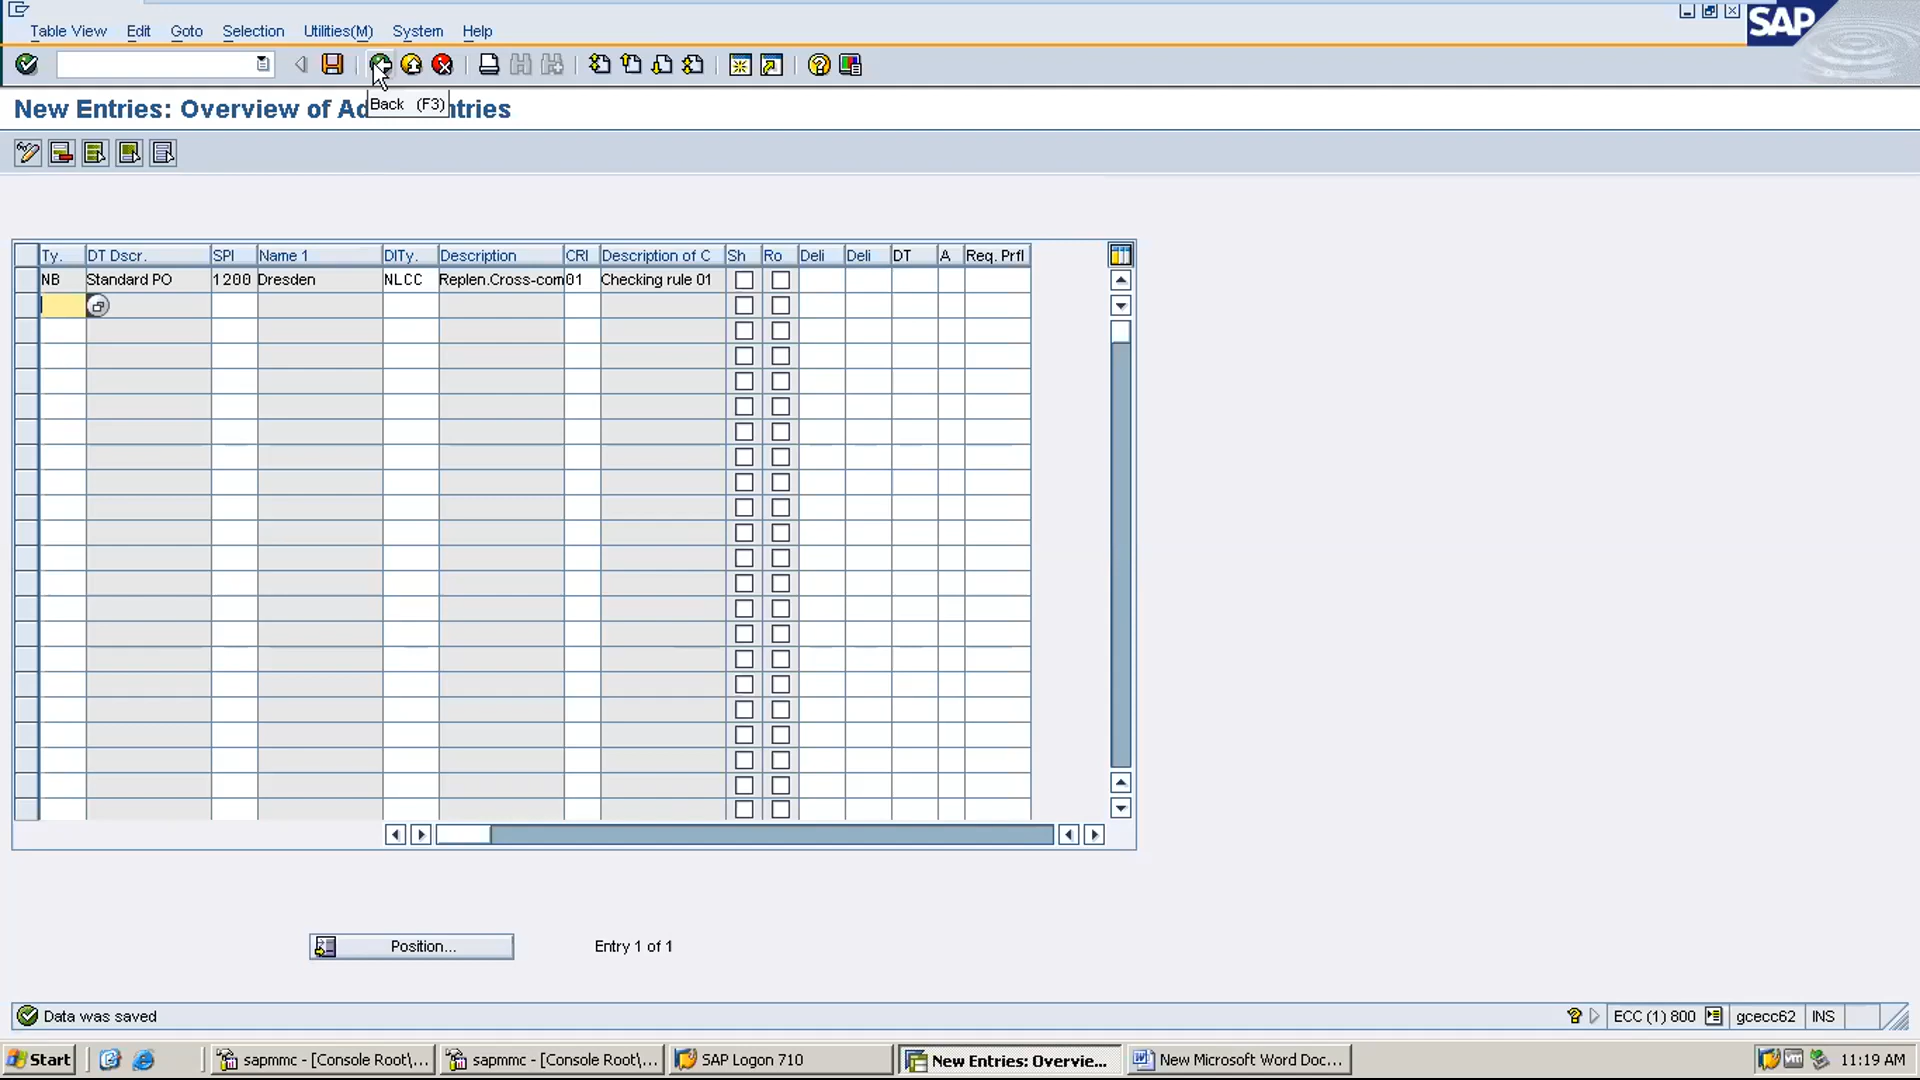 SAP
Table View Edit Goto Selection Utilities(M) System Help
Back (F3)
New Entries: Overview of Ad ntries
Ty. DT Dscr. SPl Name 1 DlTy. Description CRl Description of C Sh Ro Deli Deli DT A Req. Prfl
NB Standard PO 1200 Dresden NLCC Replen.Cross-com 01 Checking rule 01
Position... Entry 1 of 1
Data was saved ECC (1) 800 gcecc62 INS
Start sapmmc - [Console Root\... sapmmc - [Console Root\... SAP Logon 710 New Entries: Overvie... New Microsoft Word Doc... 11:19 AM